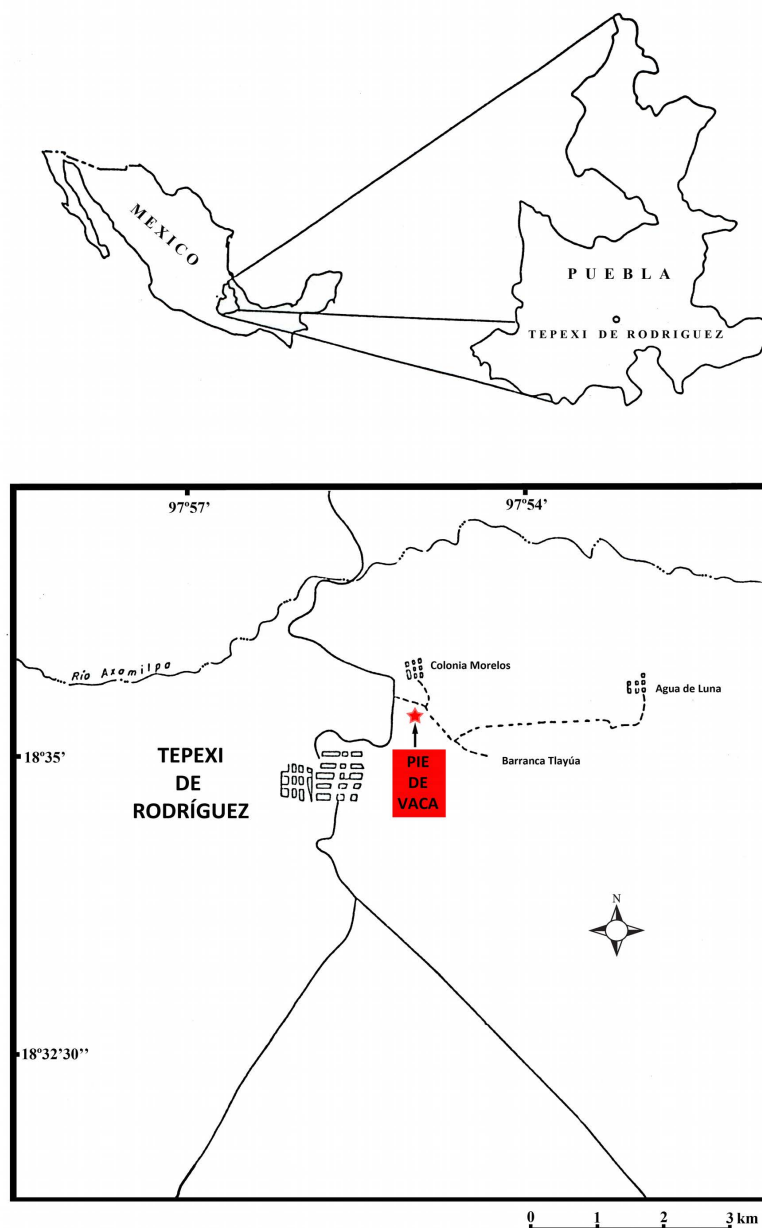 MEXICO
PUEBLA
TEPEXI DE RODRIGUEZ
97º57’
97º54’
Río Axamilpa
Colonia Morelos
Agua de Luna
18º35’
TEPEXI
DE
RODRÍGUEZ
PIE
DE
VACA
Barranca Tlayúa
N
18º32’30’’
0 1 2 3 km